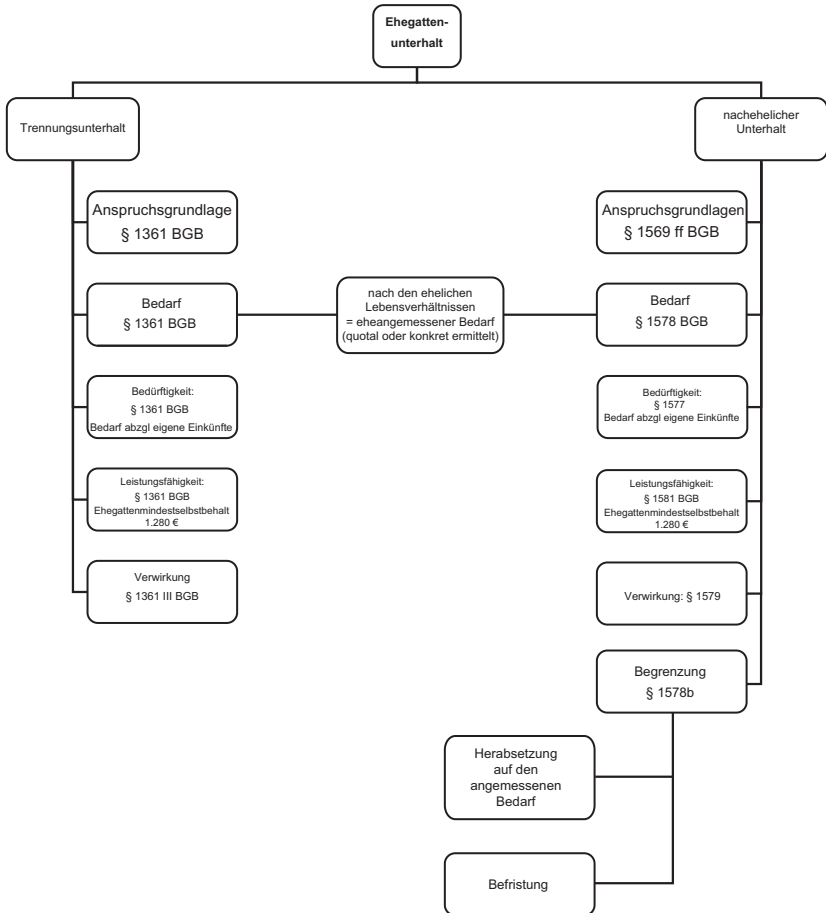 Ehegatten-
unterhalt
Trennungsunterhalt
nachehelicher
Unterhalt
Anspruchsgrundlage
§ 1361 BGB
Anspruchsgrundlagen
§ 1569 ff BGB
Bedarf
§ 1361 BGB
nach den ehelichen
Lebensverhältnissen
= eheangemessener Bedarf
(quotal oder konkret ermittelt)
Bedarf
§ 1578 BGB
Bedürftigkeit:
§ 1361 BGB
Bedarf abzgl eigene Einkünfte
Bedürftigkeit:
§ 1577
Bedarf abzgl eigene Einkünfte
Leistungsfähigkeit:
§ 1361 BGB
Ehegattenmindestselbstbehalt
1.280 €
Leistungsfähigkeit:
§ 1581 BGB
Ehegattenmindestselbstbehalt
1.280 €
Verwirkung
§ 1361 III BGB
Verwirkung: § 1579
Begrenzung
§ 1578b
Herabsetzung
auf den
angemessenen
Bedarf
Befristung